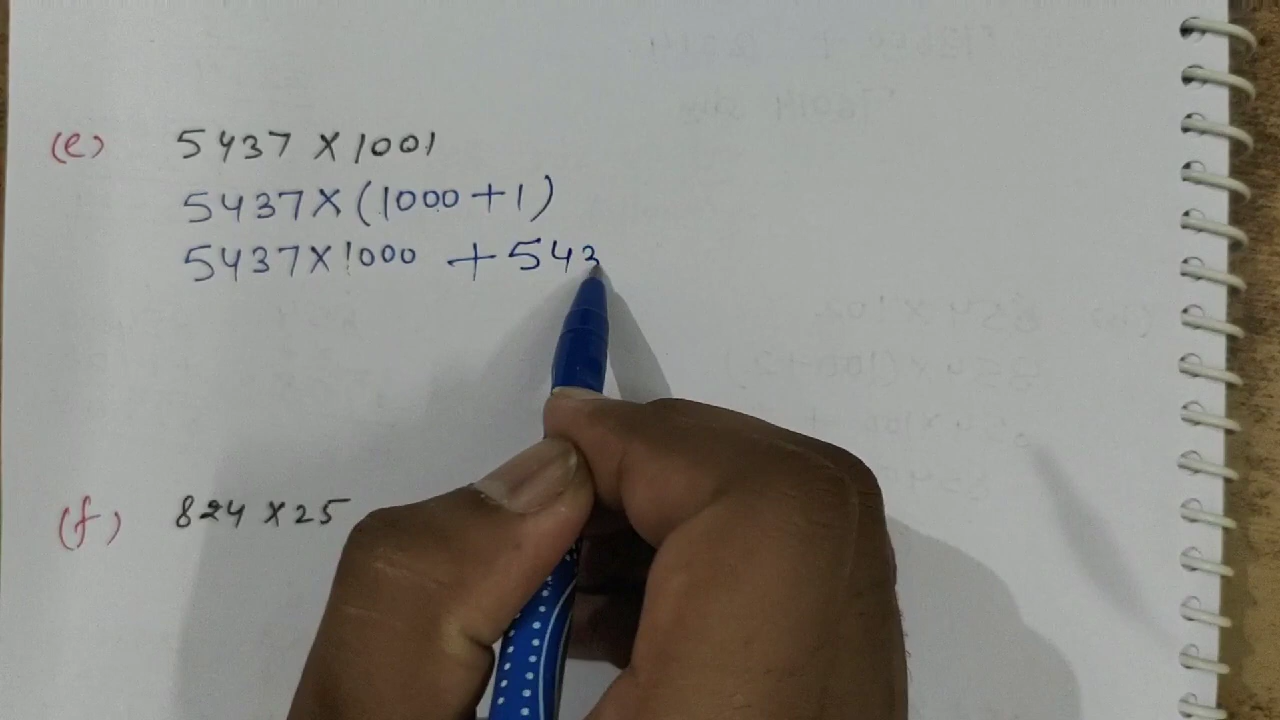 (e) 5437 × 1001
5437 × (1000 + 1)
5437 × 1000 + 543
(f) 824 × 25